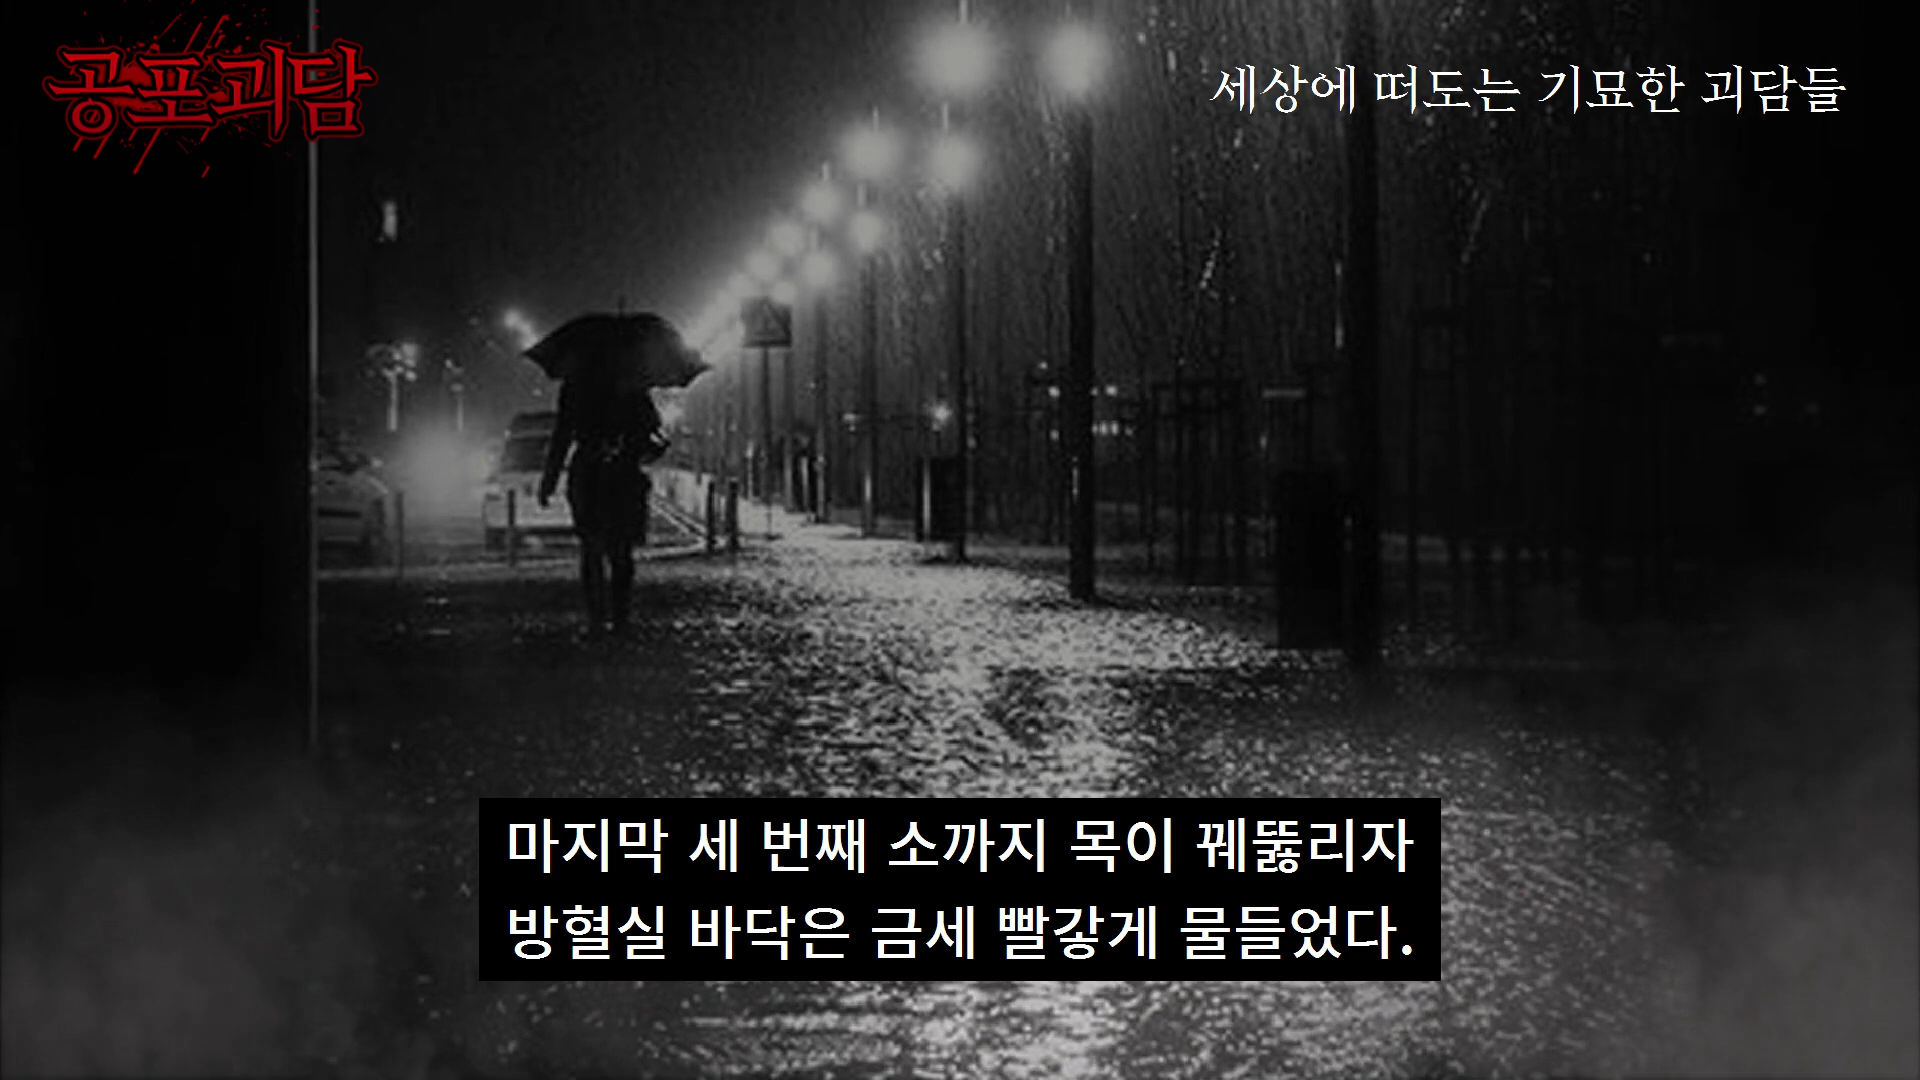 공포괴담
세상에 떠도는 기묘한 괴담들
마지막 세 번째 소까지 목이 꿰뚫리자
방혈실 바닥은 금세 빨갛게 물들었다.